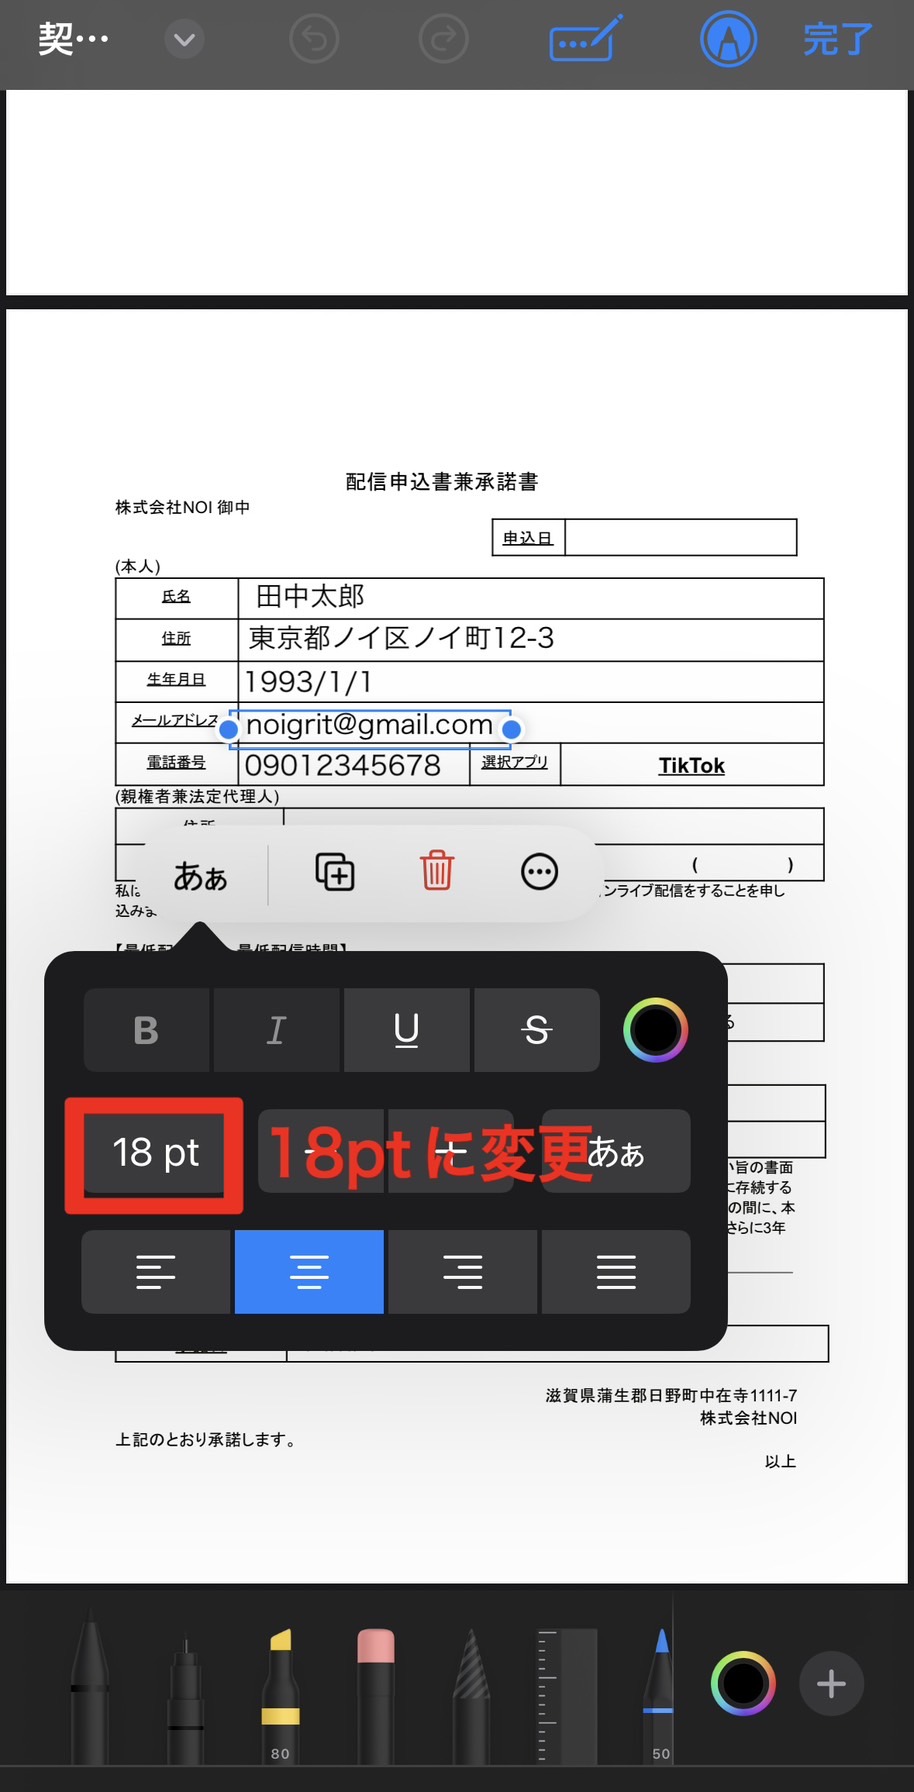 契…
完了
配信申込書兼承諾書
株式会社NOI 御中
申込日
(本人)
氏名 田中太郎
住所 東京都ノイ区ノイ町12-3
生年月日 1993/1/1
メールアドレス noigrit@gmail.com
電話番号 09012345678 選択アプリ TikTok
(親権者兼法定代理人)
住所
( )
あぁ
私は ンライブ配信をすることを申し
込みま
【最低配 最低配信時間】
B I U S
る
18 pt
18ptに変更
あぁ
い旨の書面
に存続する
の間に、本
さらに3年
滋賀県蒲生郡日野町中在寺1111-7
株式会社NOI
上記のとおり承諾します。
以上
80
50